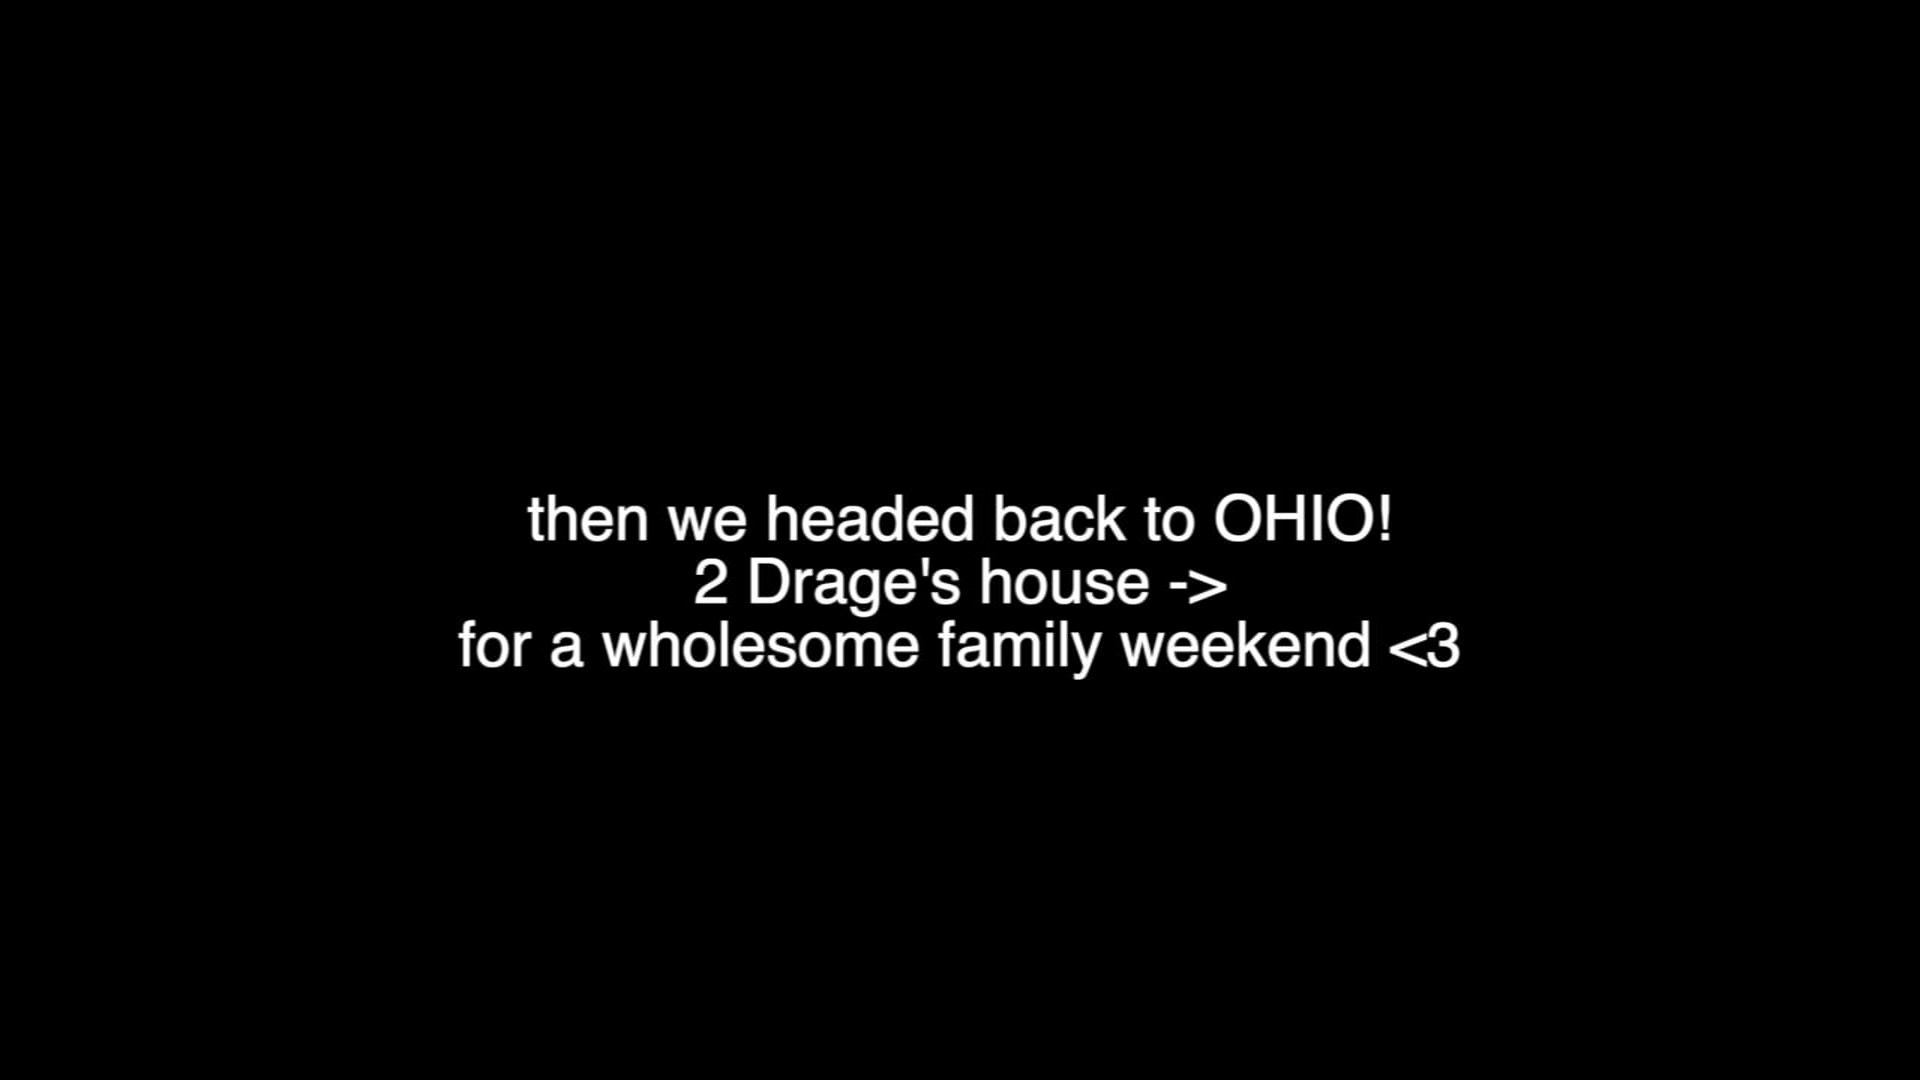 then we headed back to OHIO!
2 Drage's house ->
for a wholesome family weekend <3